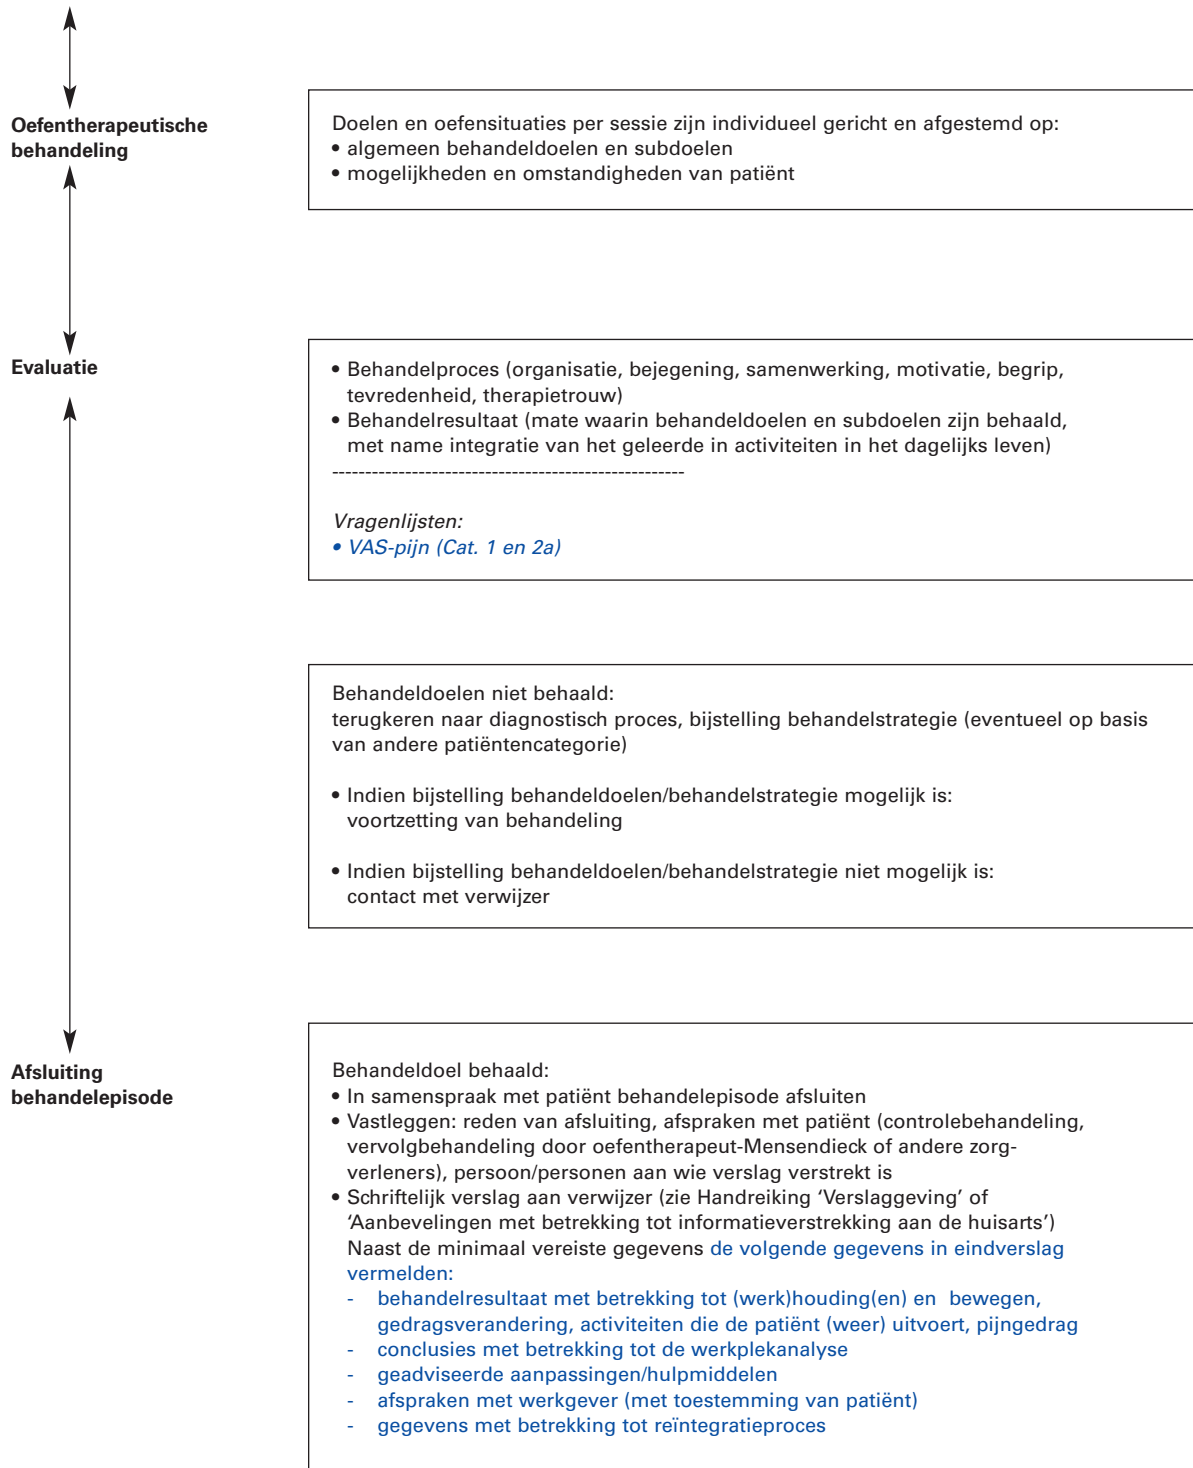 Oefentherapeutische
behandeling
Doelen en oefensituaties per sessie zijn individueel gericht en afgestemd op:
• algemeen behandeldoelen en subdoelen
• mogelijkheden en omstandigheden van patiënt
Evaluatie
• Behandelproces (organisatie, bejegening, samenwerking, motivatie, begrip,
tevredenheid, therapietrouw)
• Behandelresultaat (mate waarin behandeldoelen en subdoelen zijn behaald,
met name integratie van het geleerde in activiteiten in het dagelijks leven)
-----------------------------------------------------
Vragenlijsten:
• VAS-pijn (Cat. 1 en 2a)
Behandeldoelen niet behaald:
terugkeren naar diagnostisch proces, bijstelling behandelstrategie (eventueel op basis
van andere patiëntencategorie)
• Indien bijstelling behandeldoelen/behandelstrategie mogelijk is:
voortzetting van behandeling
• Indien bijstelling behandeldoelen/behandelstrategie niet mogelijk is:
contact met verwijzer
Afsluiting
behandelepisode
Behandeldoel behaald:
• In samenspraak met patiënt behandelepisode afsluiten
• Vastleggen: reden van afsluiting, afspraken met patiënt (controlebehandeling,
vervolgbehandeling door oefentherapeut-Mensendieck of andere zorg-
verleners), persoon/personen aan wie verslag verstrekt is
• Schriftelijk verslag aan verwijzer (zie Handreiking 'Verslaggeving' of
'Aanbevelingen met betrekking tot informatieverstrekking aan de huisarts')
Naast de minimaal vereiste gegevens de volgende gegevens in eindverslag
vermelden:
- behandelresultaat met betrekking tot (werk)houding(en) en bewegen,
gedragsverandering, activiteiten die de patiënt (weer) uitvoert, pijngedrag
- conclusies met betrekking tot de werkplekanalyse
- geadviseerde aanpassingen/hulpmiddelen
- afspraken met werkgever (met toestemming van patiënt)
- gegevens met betrekking tot reïntegratieproces